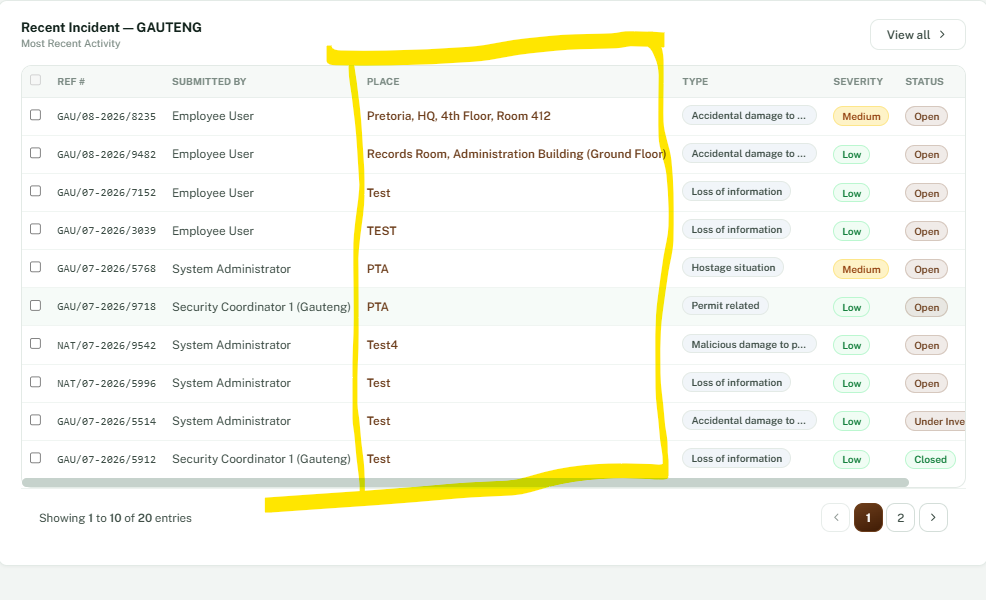 Recent Incident — GAUTENG
Most Recent Activity
View all
REF # SUBMITTED BY PLACE TYPE SEVERITY STATUS
GAU/08-2026/8235 Employee User Pretoria, HQ, 4th Floor, Room 412 Accidental damage to ... Medium Open
GAU/08-2026/9482 Employee User Records Room, Administration Building (Ground Floor) Accidental damage to ... Low Open
GAU/07-2026/7152 Employee User Test Loss of information Low Open
GAU/07-2026/3039 Employee User TEST Loss of information Low Open
GAU/07-2026/5768 System Administrator PTA Hostage situation Medium Open
GAU/07-2026/9718 Security Coordinator 1 (Gauteng) PTA Permit related Low Open
NAT/07-2026/9542 System Administrator Test4 Malicious damage to p... Low Open
NAT/07-2026/5996 System Administrator Test Loss of information Low Open
GAU/07-2026/5514 System Administrator Test Accidental damage to ... Low Under Inve
GAU/07-2026/5912 Security Coordinator 1 (Gauteng) Test Loss of information Low Closed
Showing 1 to 10 of 20 entries
1 2